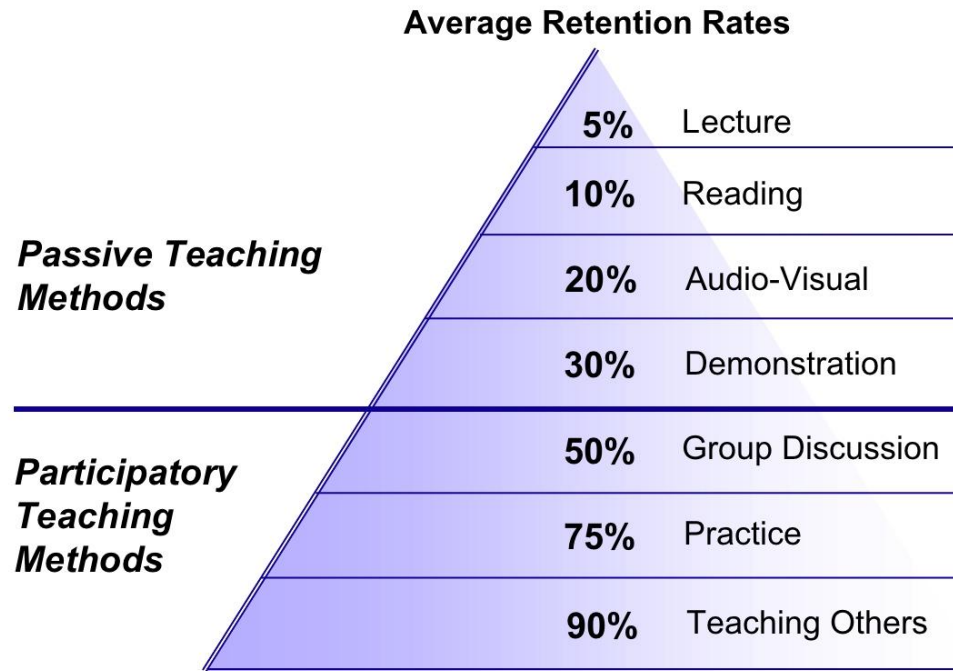 Average Retention Rates
5% Lecture
10% Reading
Passive Teaching
Methods
20% Audio-Visual
30% Demonstration
Participatory
Teaching
Methods
50% Group Discussion
75% Practice
90% Teaching Others